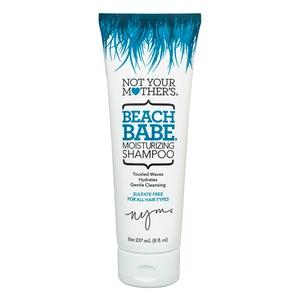 NOT YOUR
MOTHER'S®
BEACH
BABE®
MOISTURIZING
SHAMPOO
Tousled Waves
Hydrates
Gentle Cleansing
SULFATE FREE
FOR ALL HAIR TYPES
nym.
Net 237 mL (8 fl. oz)